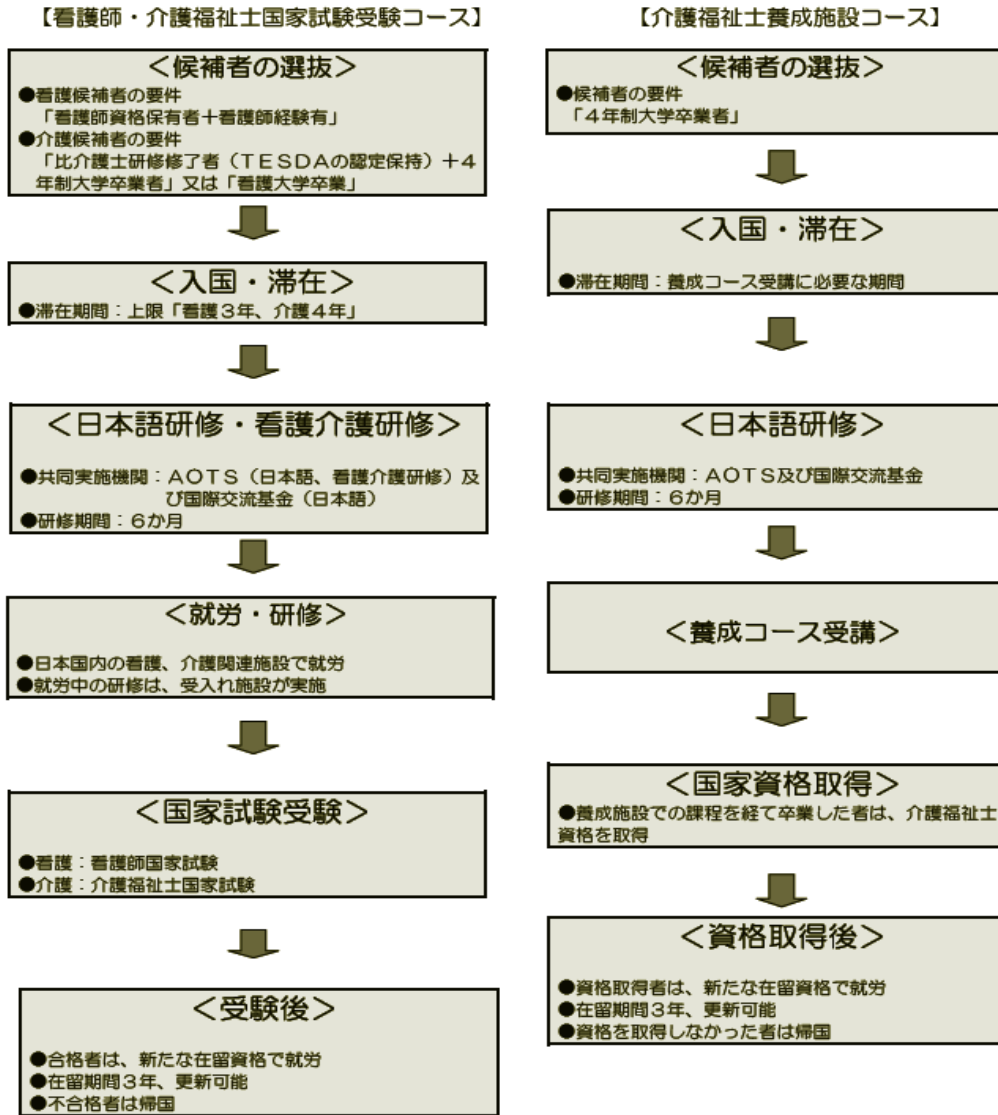 【看護師・介護福祉士国家試験受験コース】
＜候補者の選抜＞
●看護候補者の要件
「看護師資格保有者＋看護師経験有」
●介護候補者の要件
「比介護士研修修了者（TESDAの認定保持）＋4
年制大学卒業者」又は「看護大学卒業」
＜入国・滞在＞
●滞在期間：上限「看護3年、介護4年」
＜日本語研修・看護介護研修＞
●共同実施機関：AOTS（日本語、看護介護研修）及
び国際交流基金（日本語）
●研修期間：6か月
＜就労・研修＞
●日本国内の看護、介護関連施設で就労
●就労中の研修は、受入れ施設が実施
＜国家試験受験＞
●看護：看護師国家試験
●介護：介護福祉士国家試験
＜受験後＞
●合格者は、新たな在留資格で就労
●在留期間3年、更新可能
●不合格者は帰国
【介護福祉士養成施設コース】
＜候補者の選抜＞
●候補者の要件
「4年制大学卒業者」
＜入国・滞在＞
●滞在期間：養成コース受講に必要な期間
＜日本語研修＞
●共同実施機関：AOTS及び国際交流基金
●研修期間：6か月
＜養成コース受講＞
＜国家資格取得＞
●養成施設での課程を経て卒業した者は、介護福祉士
資格を取得
＜資格取得後＞
●資格取得者は、新たな在留資格で就労
●在留期間3年、更新可能
●資格を取得しなかった者は帰国